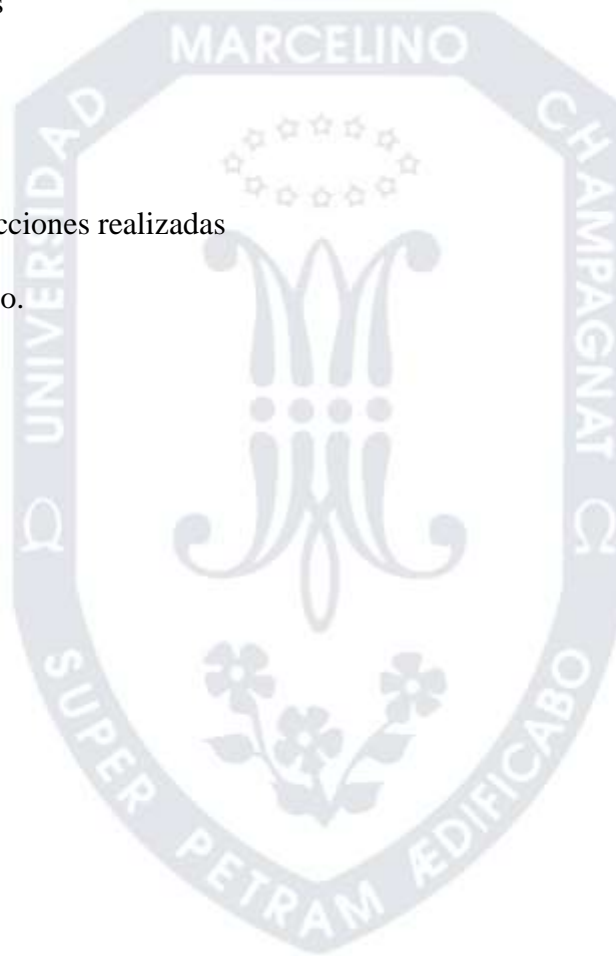 s
MARCELINO
UNIVERSIDAD
CHAMPAGNAT
cciones realizadas
o.
Ω
Ω
SUPER PETRAM ÆDIFICABO